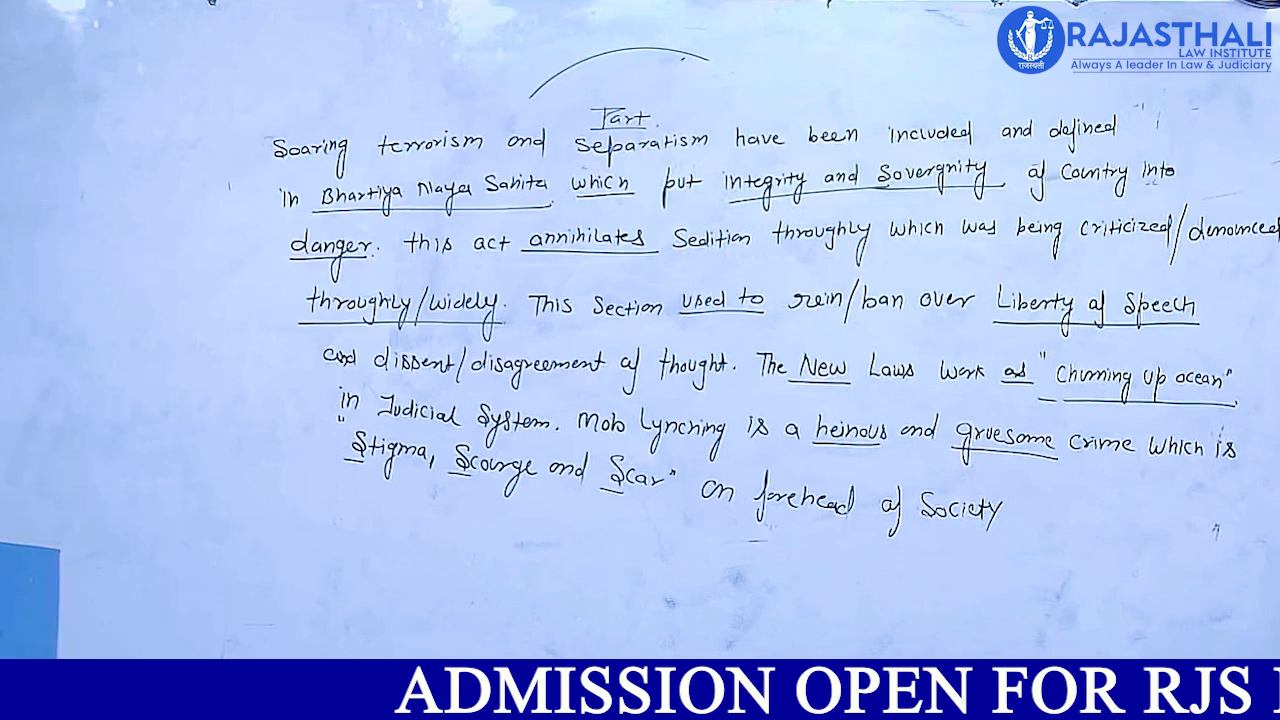 RAJASTHALI
LAW INSTITUTE
Always A leader In Law & Judiciary
राजस्थली
Part.
Soaring terrorism and separatism have been included and defined
in Bhartiya Nyaya Sahita which put integrity and Soverginity of Country into
danger. this act annihilates Sedition throughly which was being criticized/denounced
throughly/widely. This Section used to rein/ban over Liberty of Speech
and dissent/disagreement of thought. The New Laws work as "Churning up ocean"
in Judicial System. Mob Lynching is a heinous and gruesome crime which is
"Stigma, Scourge and Scar" on forehead of Society
ADMISSION OPEN FOR RJS